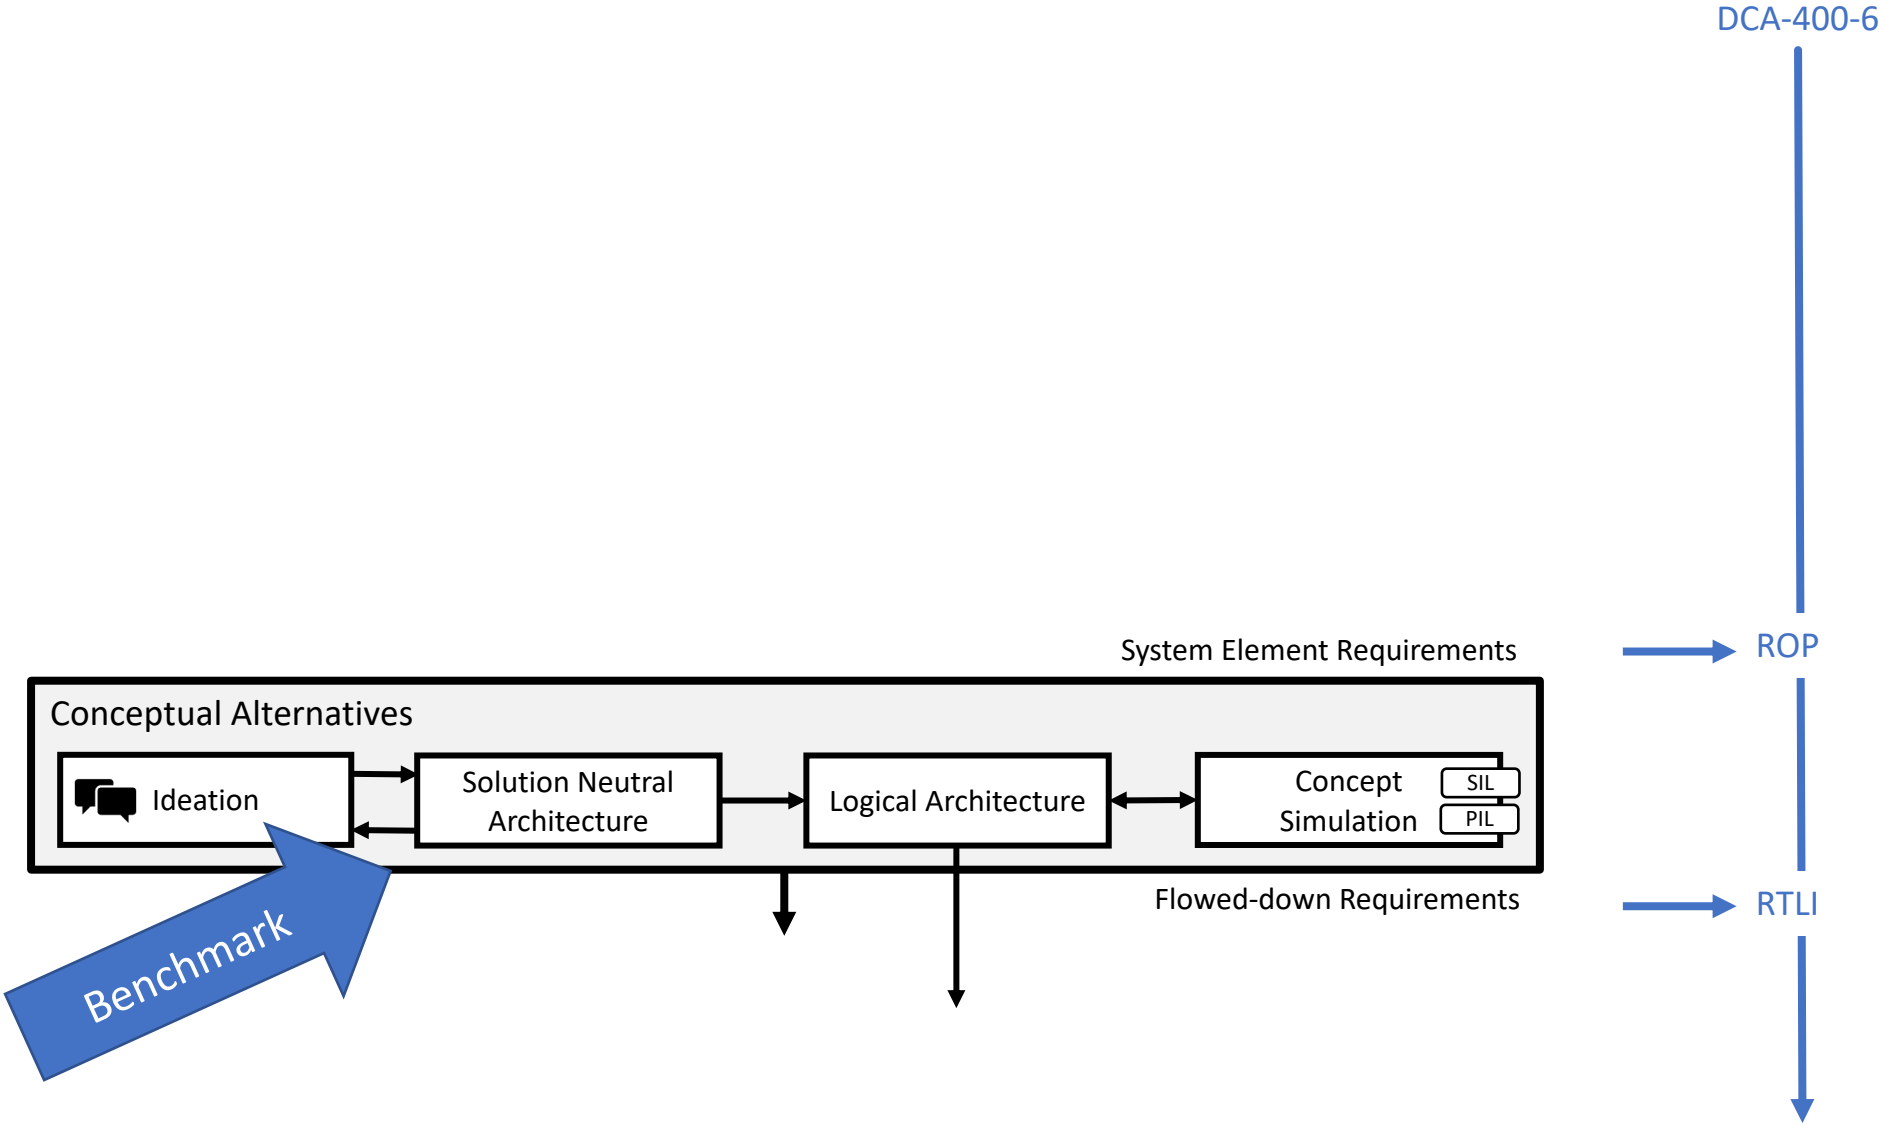 DCA-400-6
System Element Requirements
ROP
Conceptual Alternatives
Ideation
Solution Neutral
Architecture
Logical Architecture
Concept
Simulation
SIL
PIL
Flowed-down Requirements
RTLI
Benchmark